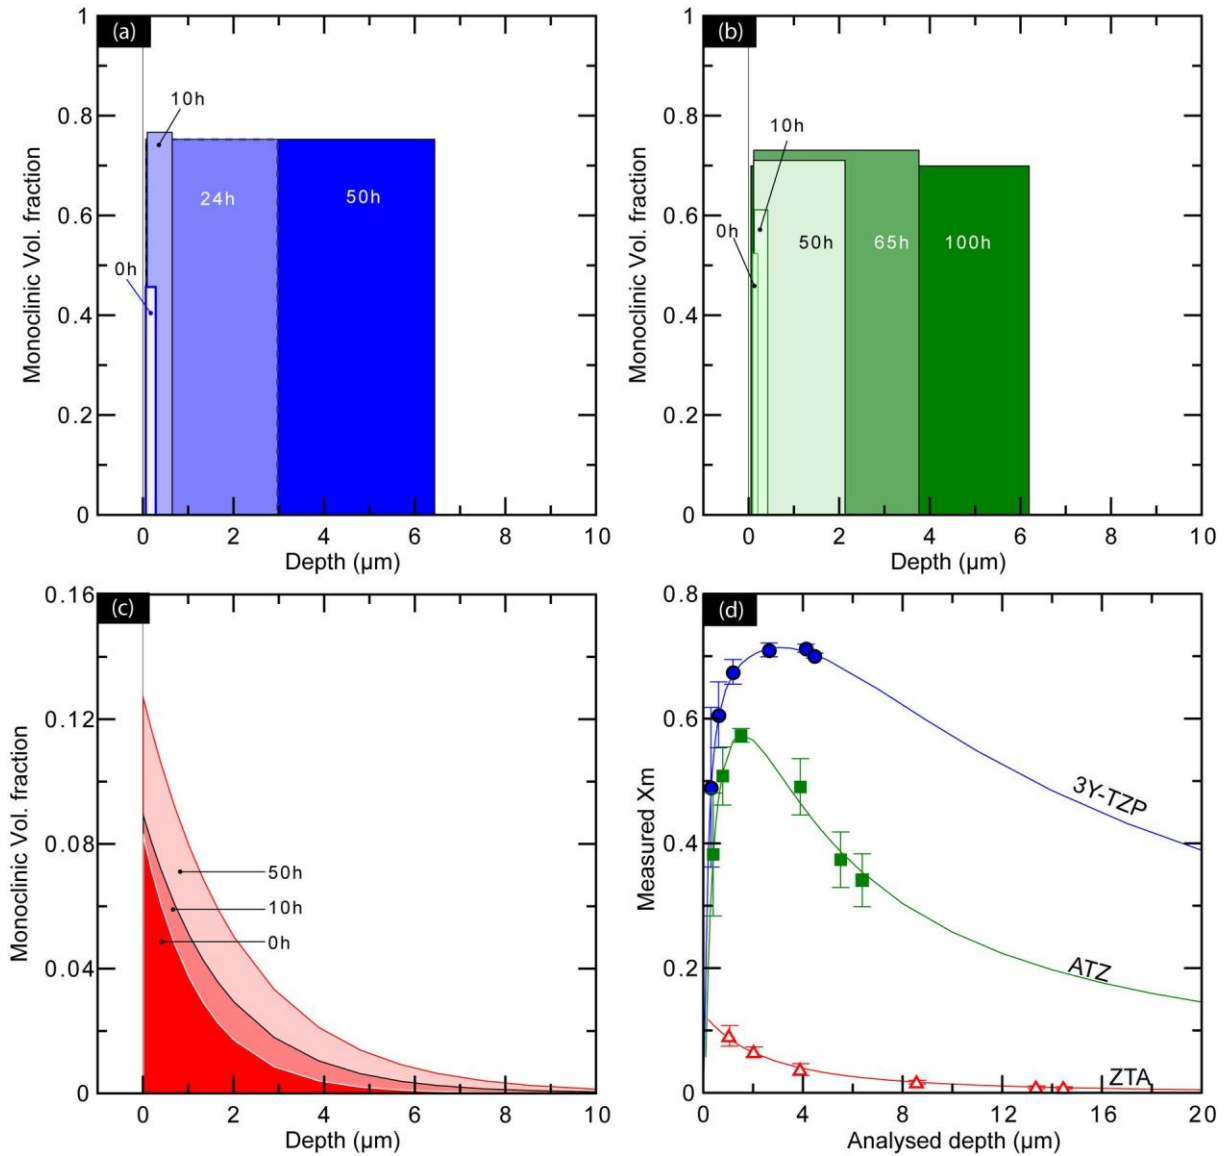 (a)
Monoclinic Vol. fraction
1
0.8
0.6
0.4
0.2
0
10h
0h
24h
50h
0 2 4 6 8 10
Depth (µm)
(b)
Monoclinic Vol. fraction
1
0.8
0.6
0.4
0.2
0
10h
0h
50h
65h
100h
0 2 4 6 8 10
Depth (µm)
(c)
Monoclinic Vol. fraction
0.16
0.12
0.08
0.04
0
50h
10h
0h
0 2 4 6 8 10
Depth (µm)
(d)
Measured Xm
0.8
0.6
0.4
0.2
0
3Y-TZP
ATZ
ZTA
0 4 8 12 16 20
Analysed depth (µm)